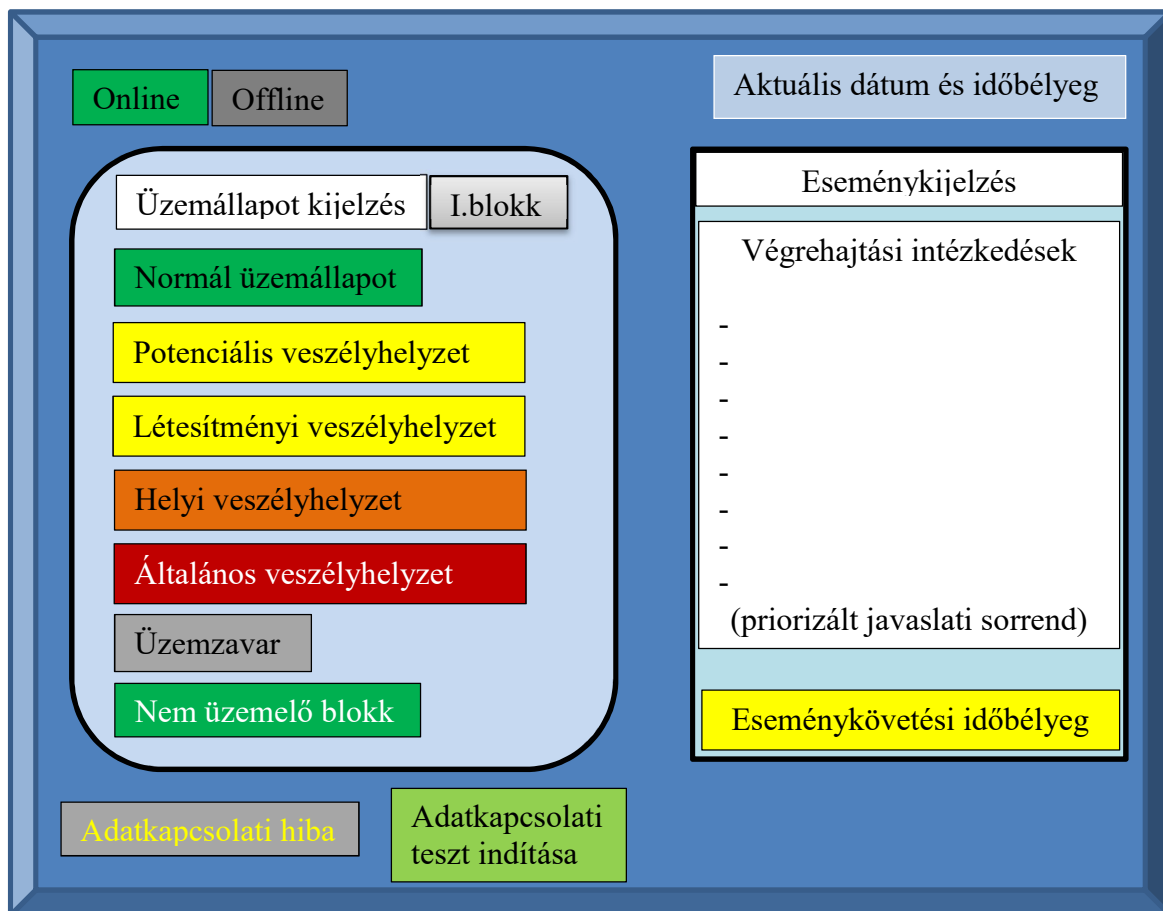 Online
Offline
Aktuális dátum és időbélyeg
Üzemállapot kijelzés
I.blokk
Normál üzemállapot
Potenciális veszélyhelyzet
Létesítményi veszélyhelyzet
Helyi veszélyhelyzet
Általános veszélyhelyzet
Üzemzavar
Nem üzemelő blokk
Eseménykijelzés
Végrehajtási intézkedések
-
-
-
-
-
-
-
-
(priorizált javaslati sorrend)
Eseménykövetési időbélyeg
Adatkapcsolati hiba
Adatkapcsolati
teszt indítása